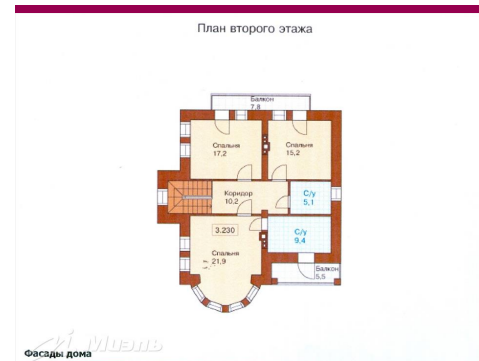 План второго этажа
Балкон
7,8
Спальня
17,2
Спальня
15,2
Коридор
10,2
С/у
5,1
3.230
С/у
9,4
Спальня
21,9
Балкон
5,5
Миэль
Фасады дома